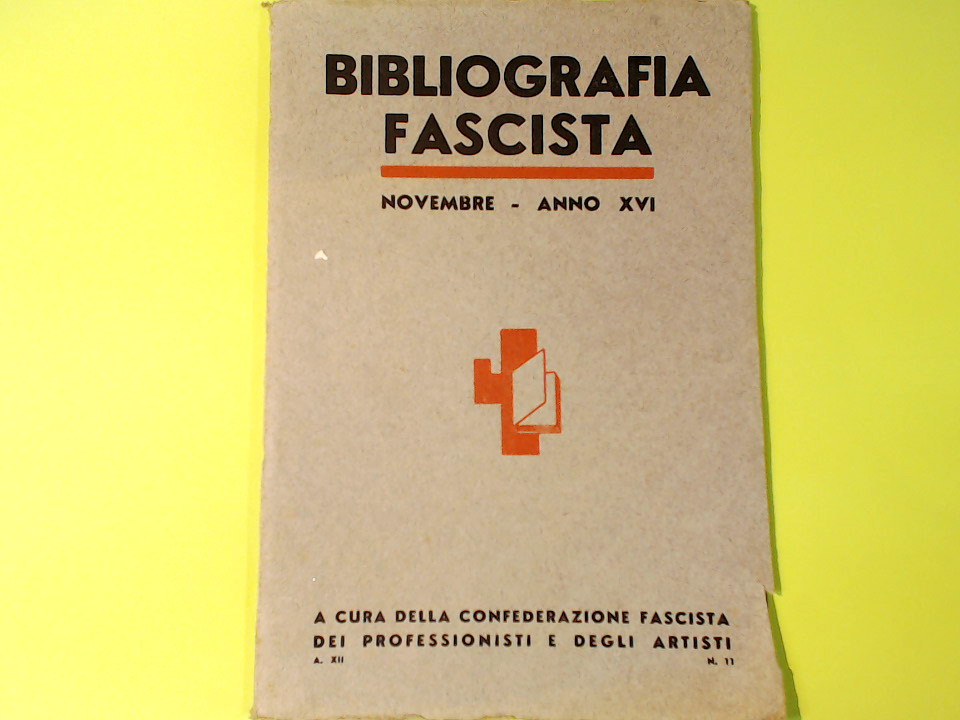 BIBLIOGRAFIA
FASCISTA
NOVEMBRE - ANNO XVI
A CURA DELLA CONFEDERAZIONE FASCISTA
DEI PROFESSIONISTI E DEGLI ARTISTI
A. XII N. 11